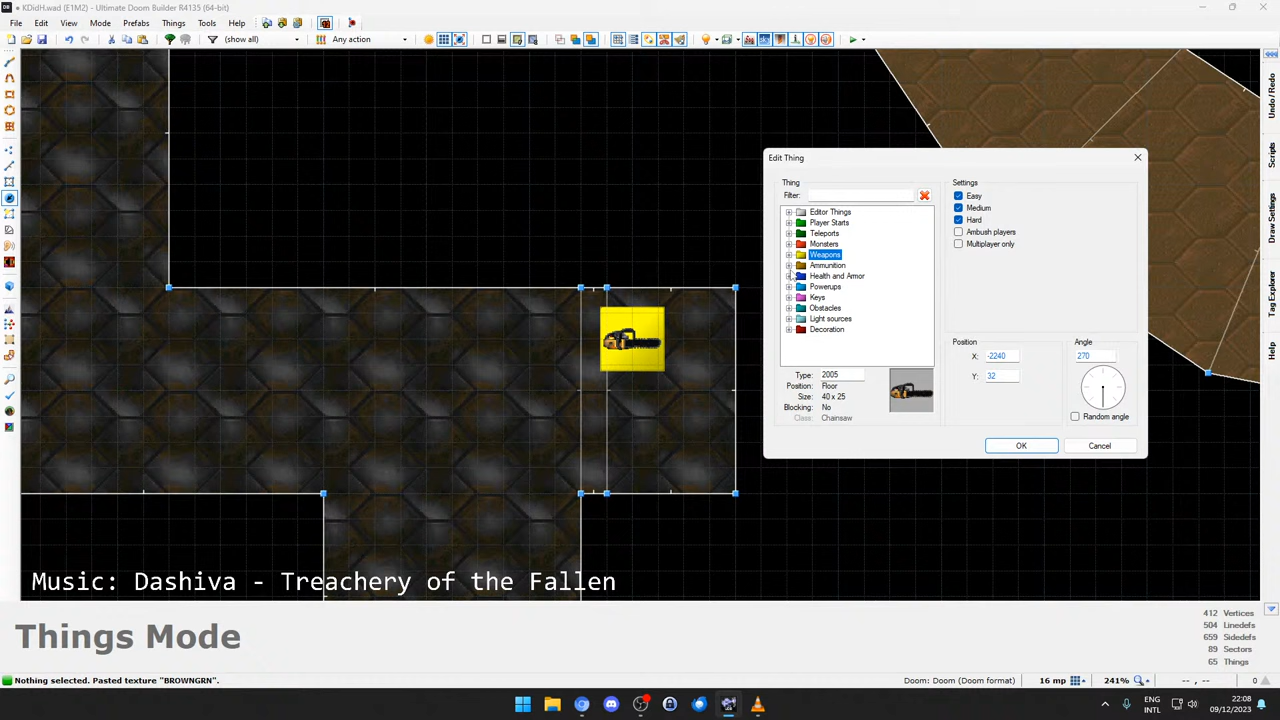 KDidH.wad (E1M2) - Ultimate Doom Builder R4135 (64-bit)
File Edit View Mode Prefabs Things Tools Help
(show all) Any action
Edit Thing
Thing
Filter:
Editor Things
Player Starts
Teleports
Monsters
Weapons
Ammunition
Health and Armor
Powerups
Keys
Obstacles
Light sources
Decoration
Type: 2005
Position: Floor
Size: 40 x 25
Blocking: No
Class: Chainsaw
Settings
Easy
Medium
Hard
Ambush players
Multiplayer only
Position
X: -2240
Y: 32
Angle
270
Random angle
OK Cancel
Undo / Redo
Scripts
Draw Settings
Tag Explorer
Help
Music: Dashiva - Treachery of the Fallen
Things Mode
412 Vertices
504 Linedefs
659 Sidedefs
89 Sectors
65 Things
Nothing selected. Pasted texture "BROWNGRN". Doom: Doom (Doom format) 16 mp 241% -- , -- 0
ENG
INTL
22:08
09/12/2023